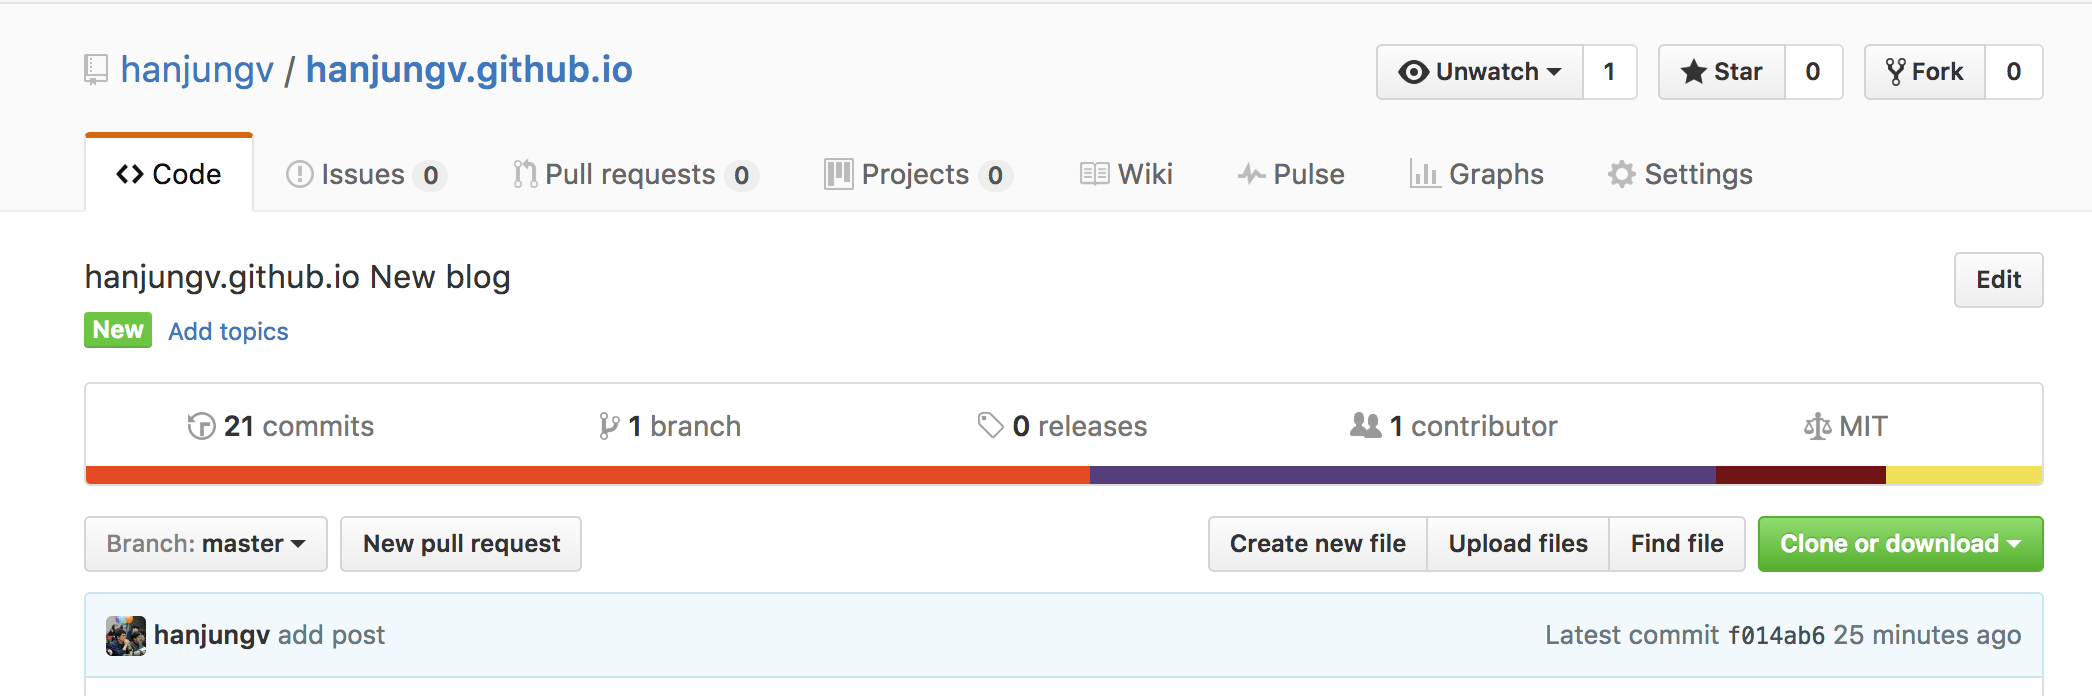 hanjungv / hanjungv.github.io Unwatch 1 Star 0 Fork 0
Code Issues 0 Pull requests 0 Projects 0 Wiki Pulse Graphs Settings
hanjungv.github.io New blog Edit
New Add topics
21 commits 1 branch 0 releases 1 contributor MIT
Branch: master New pull request Create new file Upload files Find file Clone or download
hanjungv add post Latest commit f014ab6 25 minutes ago